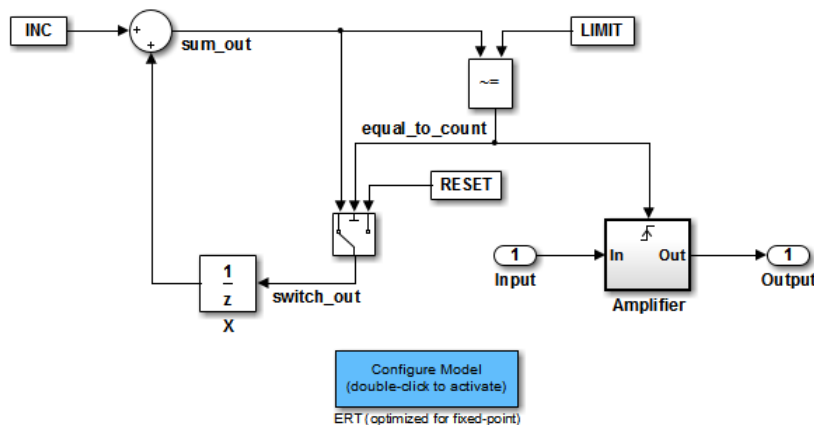 INC
+
+
sum_out
LIMIT
~=
equal_to_count
RESET
1
z
X
switch_out
1
Input
In
Out
Amplifier
1
Output
Configure Model
(double-click to activate)
ERT (optimized for fixed-point)